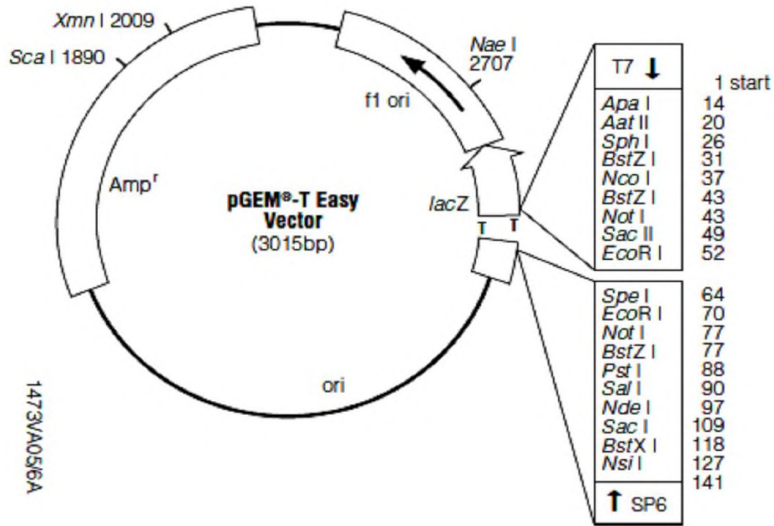 Xmn I 2009
Sca I 1890
Nae I
2707
f1 ori
Ampʳ
pGEM®-T Easy
Vector
(3015bp)
lacZ
T T
ori
1473VA05/6A
T7 ↓
1 start
Apa I 14
Aat II 20
Sph I 26
BstZ I 31
Nco I 37
BstZ I 43
Not I 43
Sac II 49
EcoR I 52
Spe I 64
EcoR I 70
Not I 77
BstZ I 77
Pst I 88
Sal I 90
Nde I 97
Sac I 109
BstX I 118
Nsi I 127
141
↑ SP6